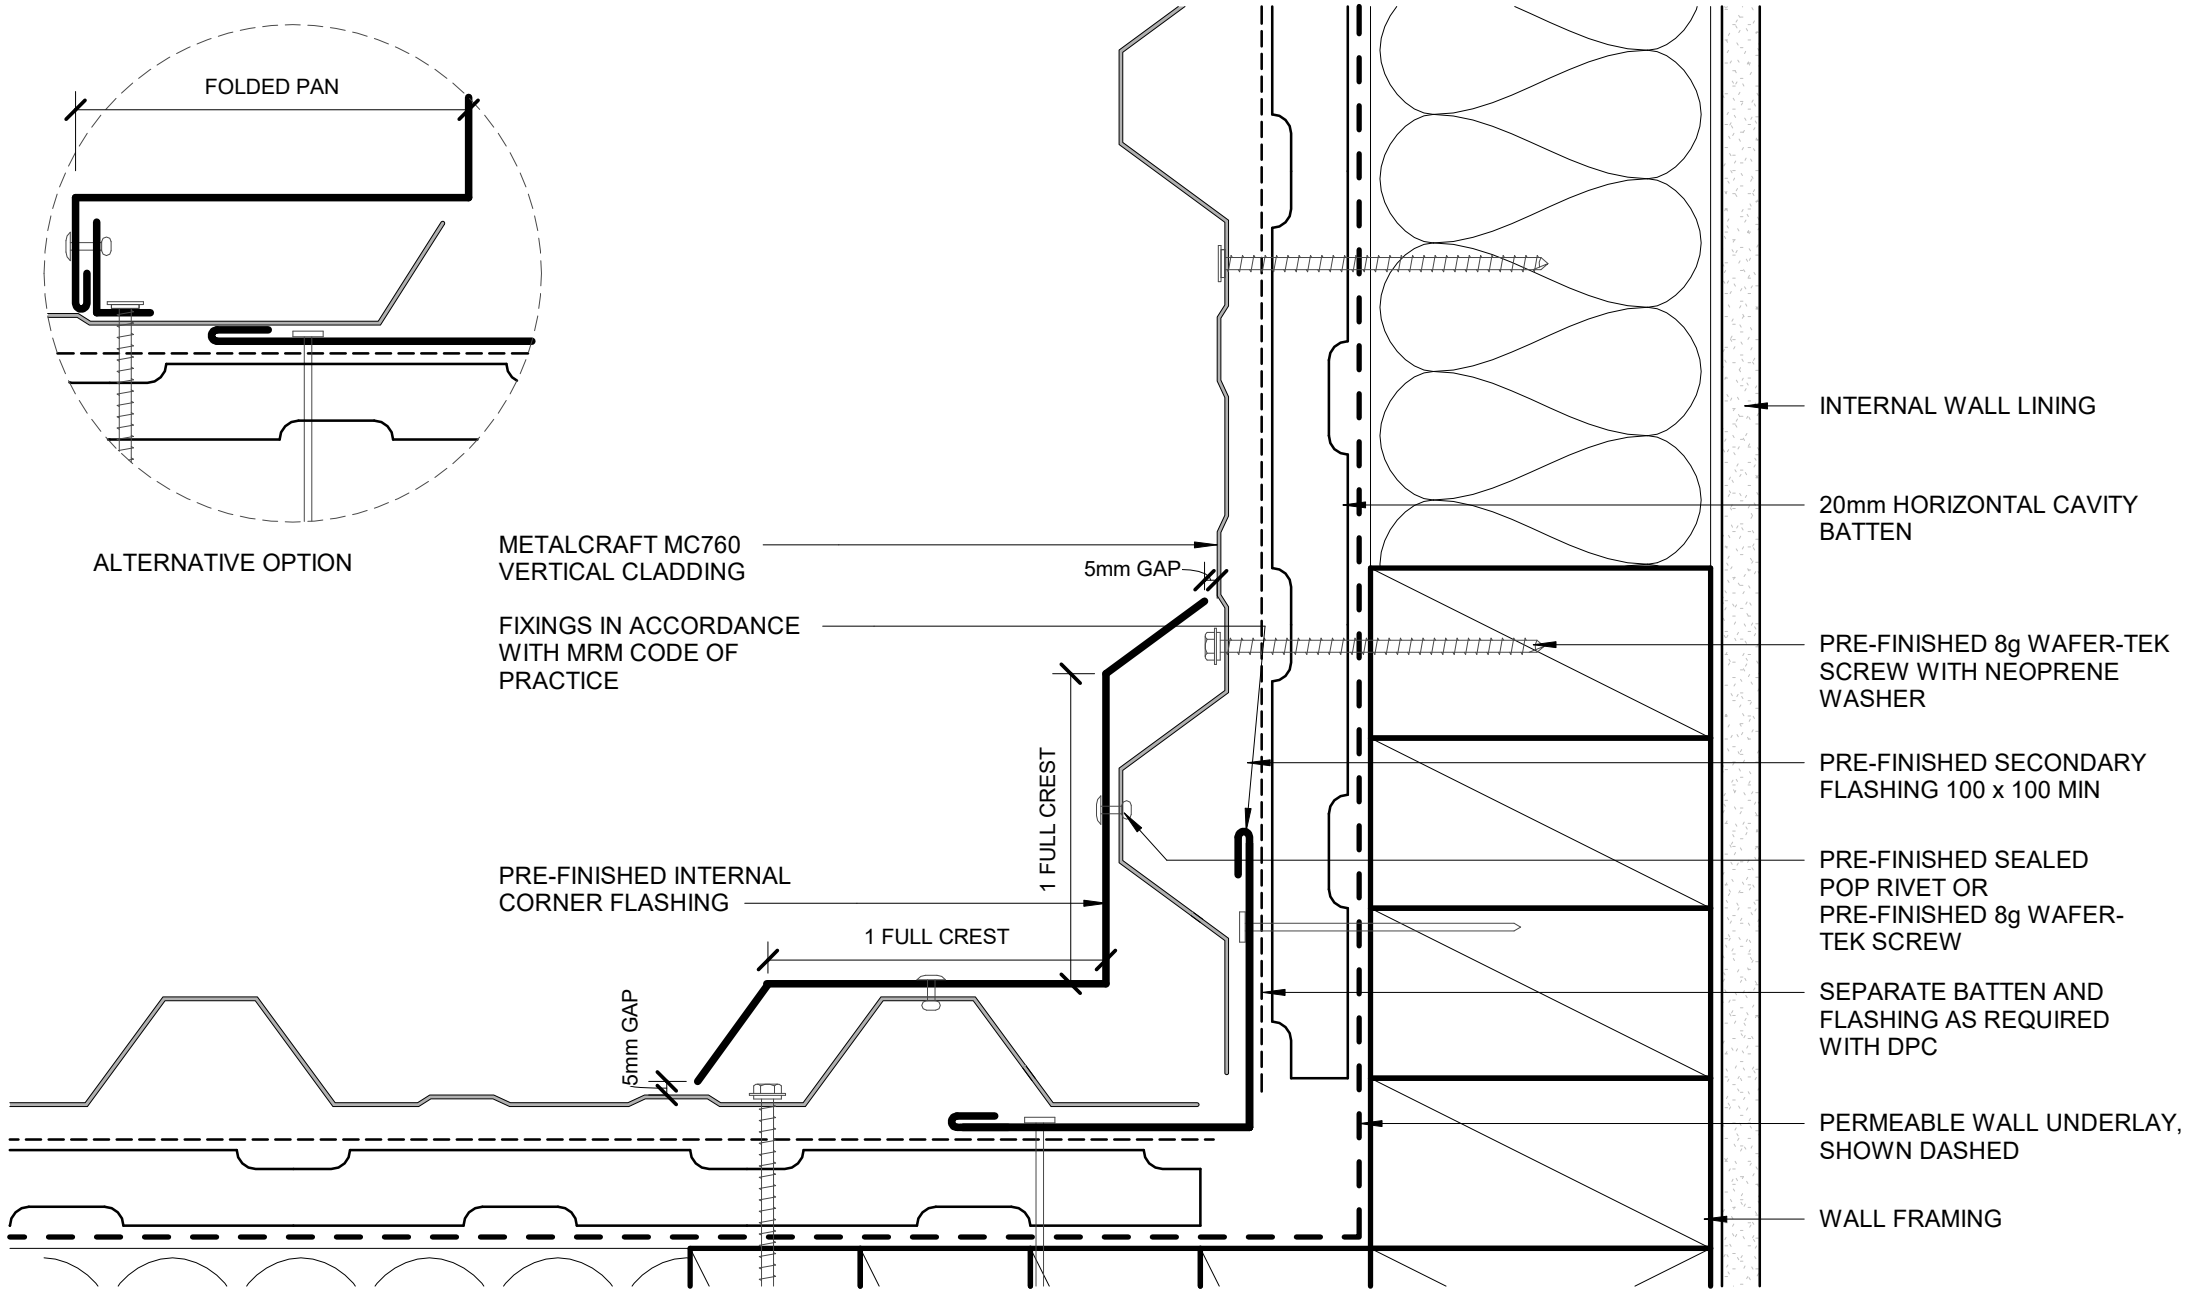 FOLDED PAN
ALTERNATIVE OPTION
METALCRAFT MC760
VERTICAL CLADDING
5mm GAP
FIXINGS IN ACCORDANCE
WITH MRM CODE OF
PRACTICE
1 FULL CREST
PRE-FINISHED INTERNAL
CORNER FLASHING
1 FULL CREST
5mm GAP
INTERNAL WALL LINING
20mm HORIZONTAL CAVITY
BATTEN
PRE-FINISHED 8g WAFER-TEK
SCREW WITH NEOPRENE
WASHER
PRE-FINISHED SECONDARY
FLASHING 100 x 100 MIN
PRE-FINISHED SEALED
POP RIVET OR
PRE-FINISHED 8g WAFER-
TEK SCREW
SEPARATE BATTEN AND
FLASHING AS REQUIRED
WITH DPC
PERMEABLE WALL UNDERLAY,
SHOWN DASHED
WALL FRAMING